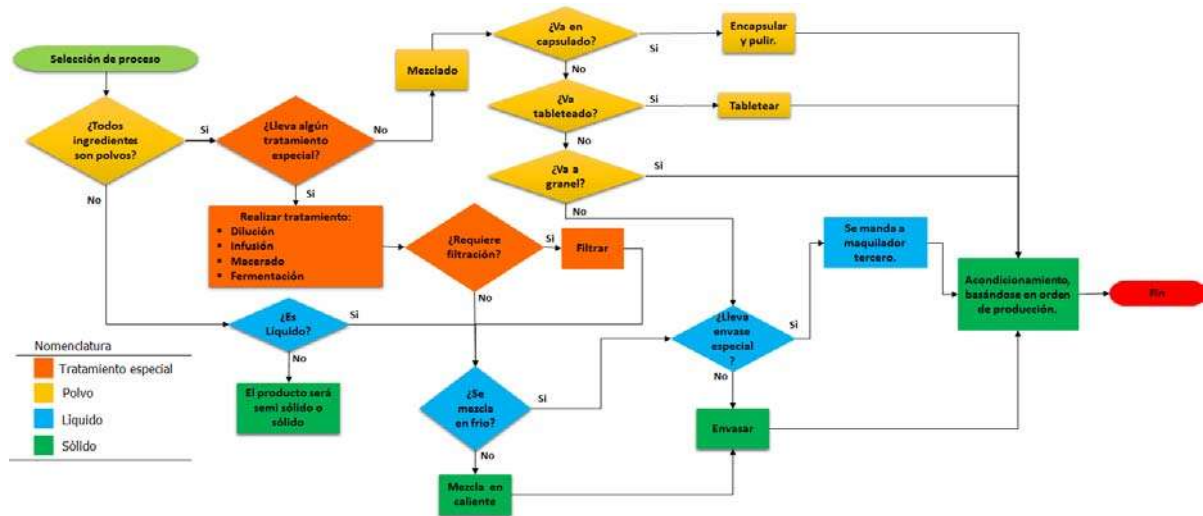 Selección de proceso
¿Todos
ingredientes
son polvos?
Si
No
¿Lleva algún
tratamiento
especial?
No
Si
Mezclado
¿Va en
capsulado?
Si
No
Encapsular
y pulir.
¿Va
tableteado?
Si
No
Tabletear
¿Va a
granel?
Si
No
Realizar tratamiento:
▪ Dilución
▪ Infusión
▪ Macerado
▪ Fermentación
¿Requiere
filtración?
Si
No
Filtrar
¿Es
Líquido?
Si
No
El producto será
semi sólido o
sólido
¿Se
mezcla
en frio?
Si
No
Mezcla en
caliente
¿Lleva
envase
especial
?
Si
No
Se manda a
maquilador
tercero.
Envasar
Acondicionamiento,
basándose en orden
de producción.
Fin
Nomenclatura
Tratamiento especial
Polvo
Líquido
Sólido